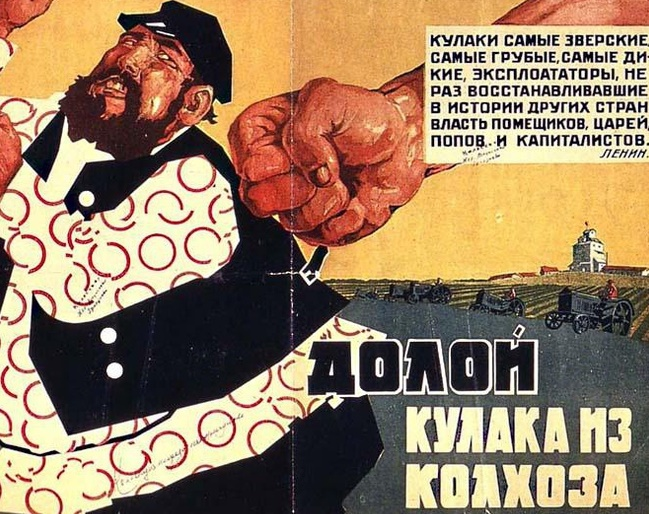 КУЛАКИ САМЫЕ ЗВЕРСКИЕ,
САМЫЕ ГРУБЫЕ, САМЫЕ ДИ-
КИЕ, ЭКСПЛОАТАТОРЫ, НЕ
РАЗ ВОССТАНАВЛИВАВШИЕ
В ИСТОРИИ ДРУГИХ СТРАН
ВЛАСТЬ ПОМЕЩИКОВ, ЦАРЕЙ,
ПОПОВ И КАПИТАЛИСТОВ.
ЛЕНИН.
ДОЛОЙ
КУЛАКА ИЗ
КОЛХОЗА